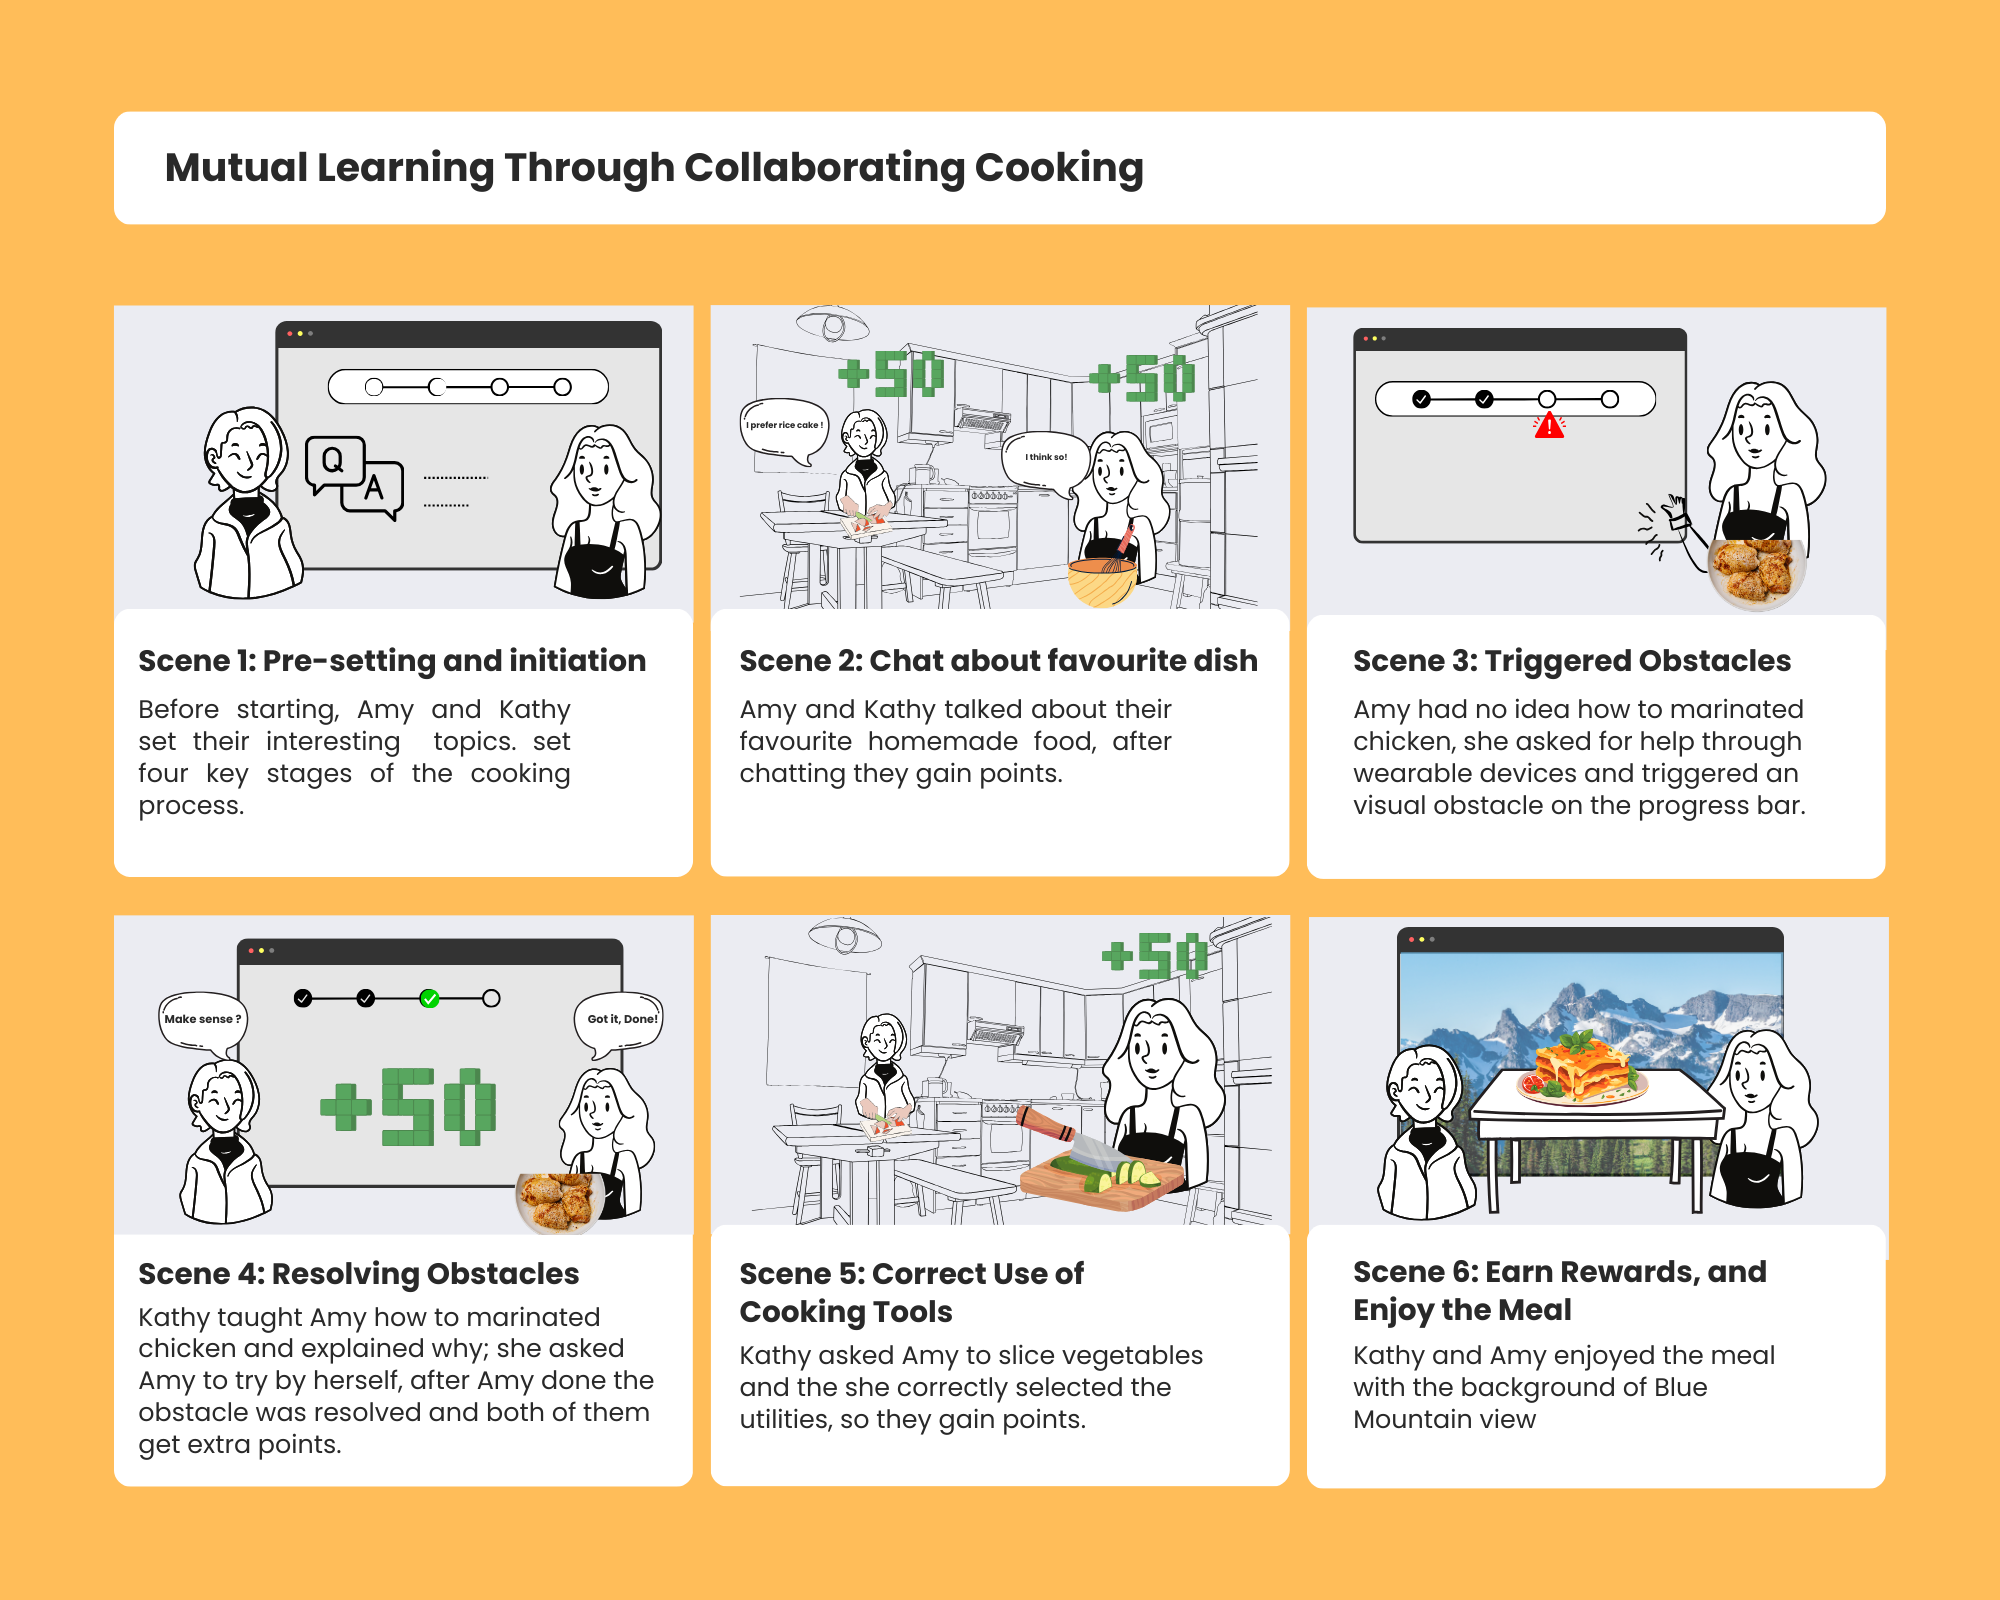 Mutual Learning Through Collaborating Cooking
Q
A
Scene 1: Pre-setting and initiation
Before starting, Amy and Kathy
set their interesting topics. set
four key stages of the cooking
process.
+50
+50
I prefer rice cake !
I think so!
Scene 2: Chat about favourite dish
Amy and Kathy talked about their
favourite homemade food, after
chatting they gain points.
!
Scene 3: Triggered Obstacles
Amy had no idea how to marinated
chicken, she asked for help through
wearable devices and triggered an
visual obstacle on the progress bar.
Make sense ?
Got it, Done!
+50
Scene 4: Resolving Obstacles
Kathy taught Amy how to marinated
chicken and explained why; she asked
Amy to try by herself, after Amy done the
obstacle was resolved and both of them
get extra points.
+50
Scene 5: Correct Use of
Cooking Tools
Kathy asked Amy to slice vegetables
and the she correctly selected the
utilities, so they gain points.
Scene 6: Earn Rewards, and
Enjoy the Meal
Kathy and Amy enjoyed the meal
with the background of Blue
Mountain view